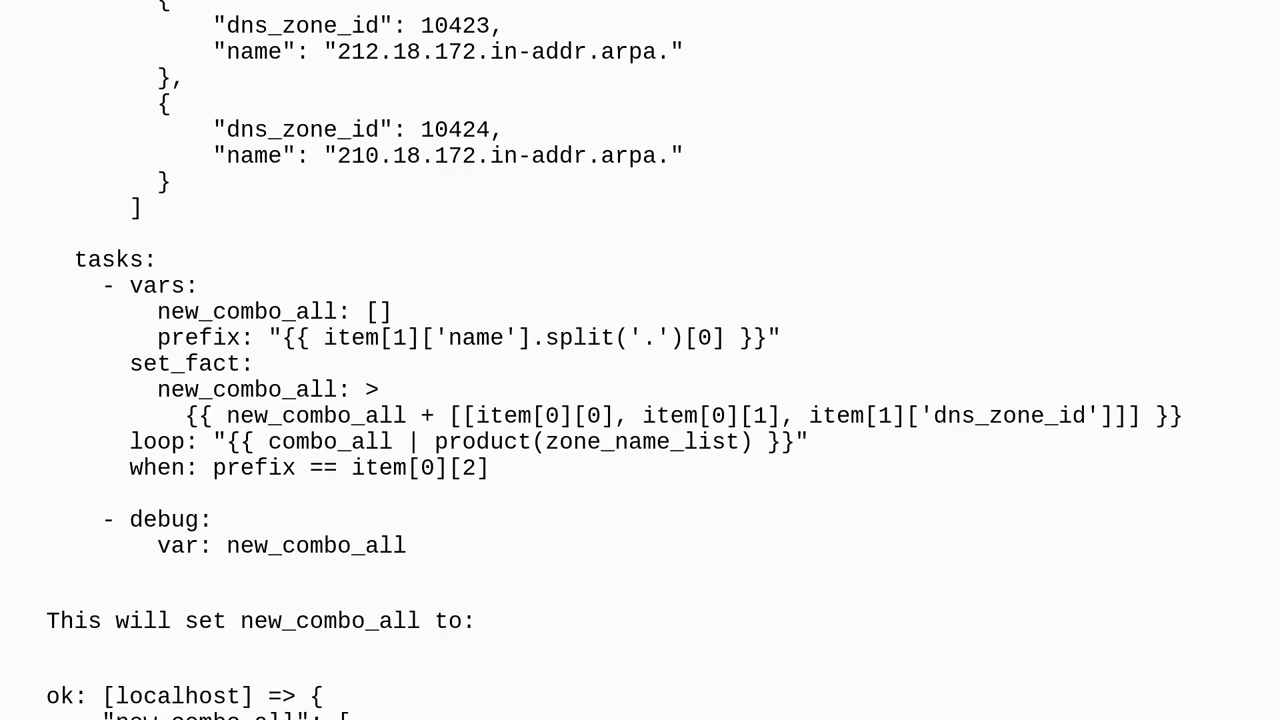 {
"dns_zone_id": 10423,
"name": "212.18.172.in-addr.arpa."
},
{
"dns_zone_id": 10424,
"name": "210.18.172.in-addr.arpa."
}
]
tasks:
- vars:
new_combo_all: []
prefix: "{{ item[1]['name'].split('.')[0] }}"
set_fact:
new_combo_all: >
{{ new_combo_all + [[item[0][0], item[0][1], item[1]['dns_zone_id']]] }}
loop: "{{ combo_all | product(zone_name_list) }}"
when: prefix == item[0][2]
- debug:
var: new_combo_all
This will set new_combo_all to:
ok: [localhost] => {
"new_combo_all": [